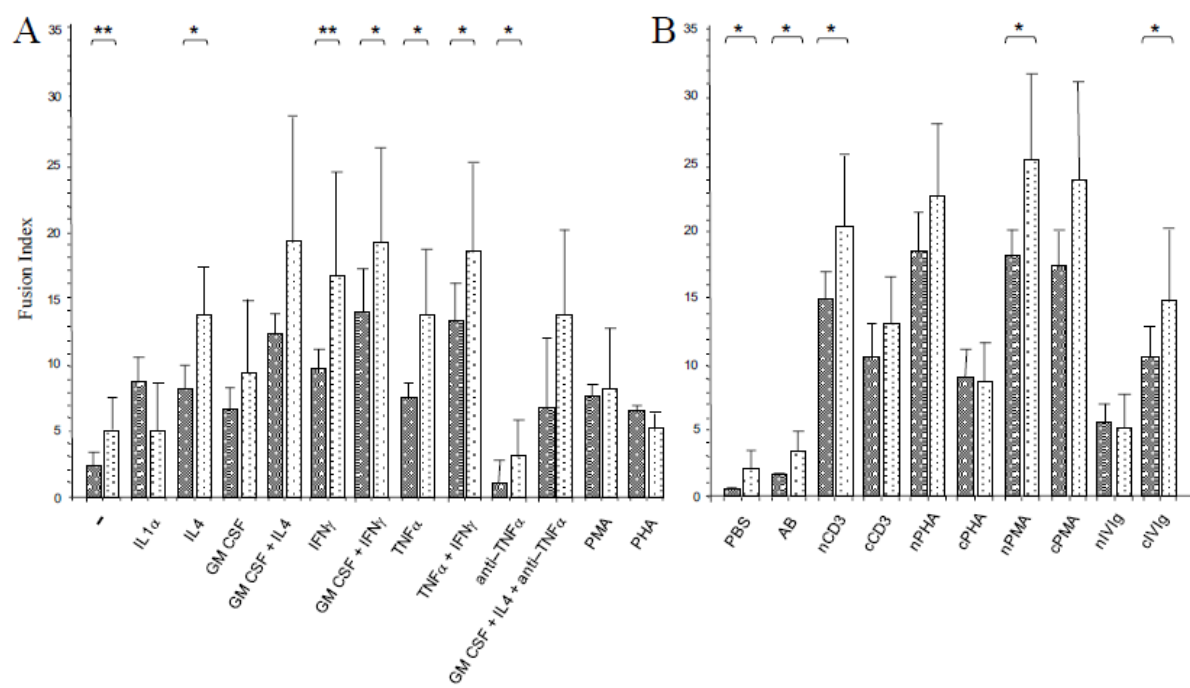 A
35
30
25
20
15
10
5
0
Fusion Index
** * ** * * * *
-
IL1α
IL4
GM CSF
GM CSF + IL4
IFNγ
GM CSF + IFNγ
TNFα
TNFα + IFNγ
anti-TNFα
GM CSF + IL4 + anti-TNFα
PMA
PHA
B
35
30
25
20
15
10
5
0
* * * * *
PBS
AB
nCD3
cCD3
nPHA
cPHA
nPMA
cPMA
nIVIg
cIVIg